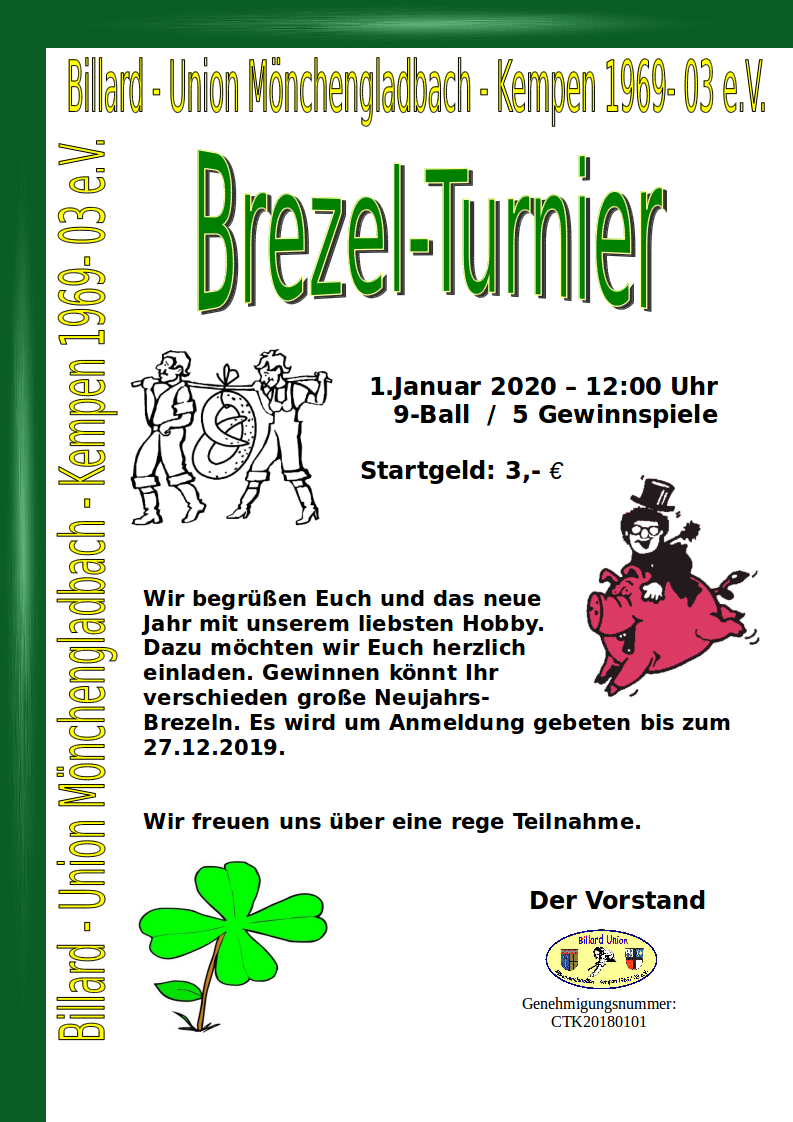 Billard - Union Mönchengladbach - Kempen 1969- 03 e.V.
Billard - Union Mönchengladbach - Kempen 1969- 03 e.V.
Brezel-Turnier
1.Januar 2020 – 12:00 Uhr
9-Ball / 5 Gewinnspiele
Startgeld: 3,- €
Wir begrüßen Euch und das neue
Jahr mit unserem liebsten Hobby.
Dazu möchten wir Euch herzlich
einladen. Gewinnen könnt Ihr
verschieden große Neujahrs-
Brezeln. Es wird um Anmeldung gebeten bis zum
27.12.2019.
Wir freuen uns über eine rege Teilnahme.
Der Vorstand
Billard Union
Genehmigungsnummer:
CTK20180101